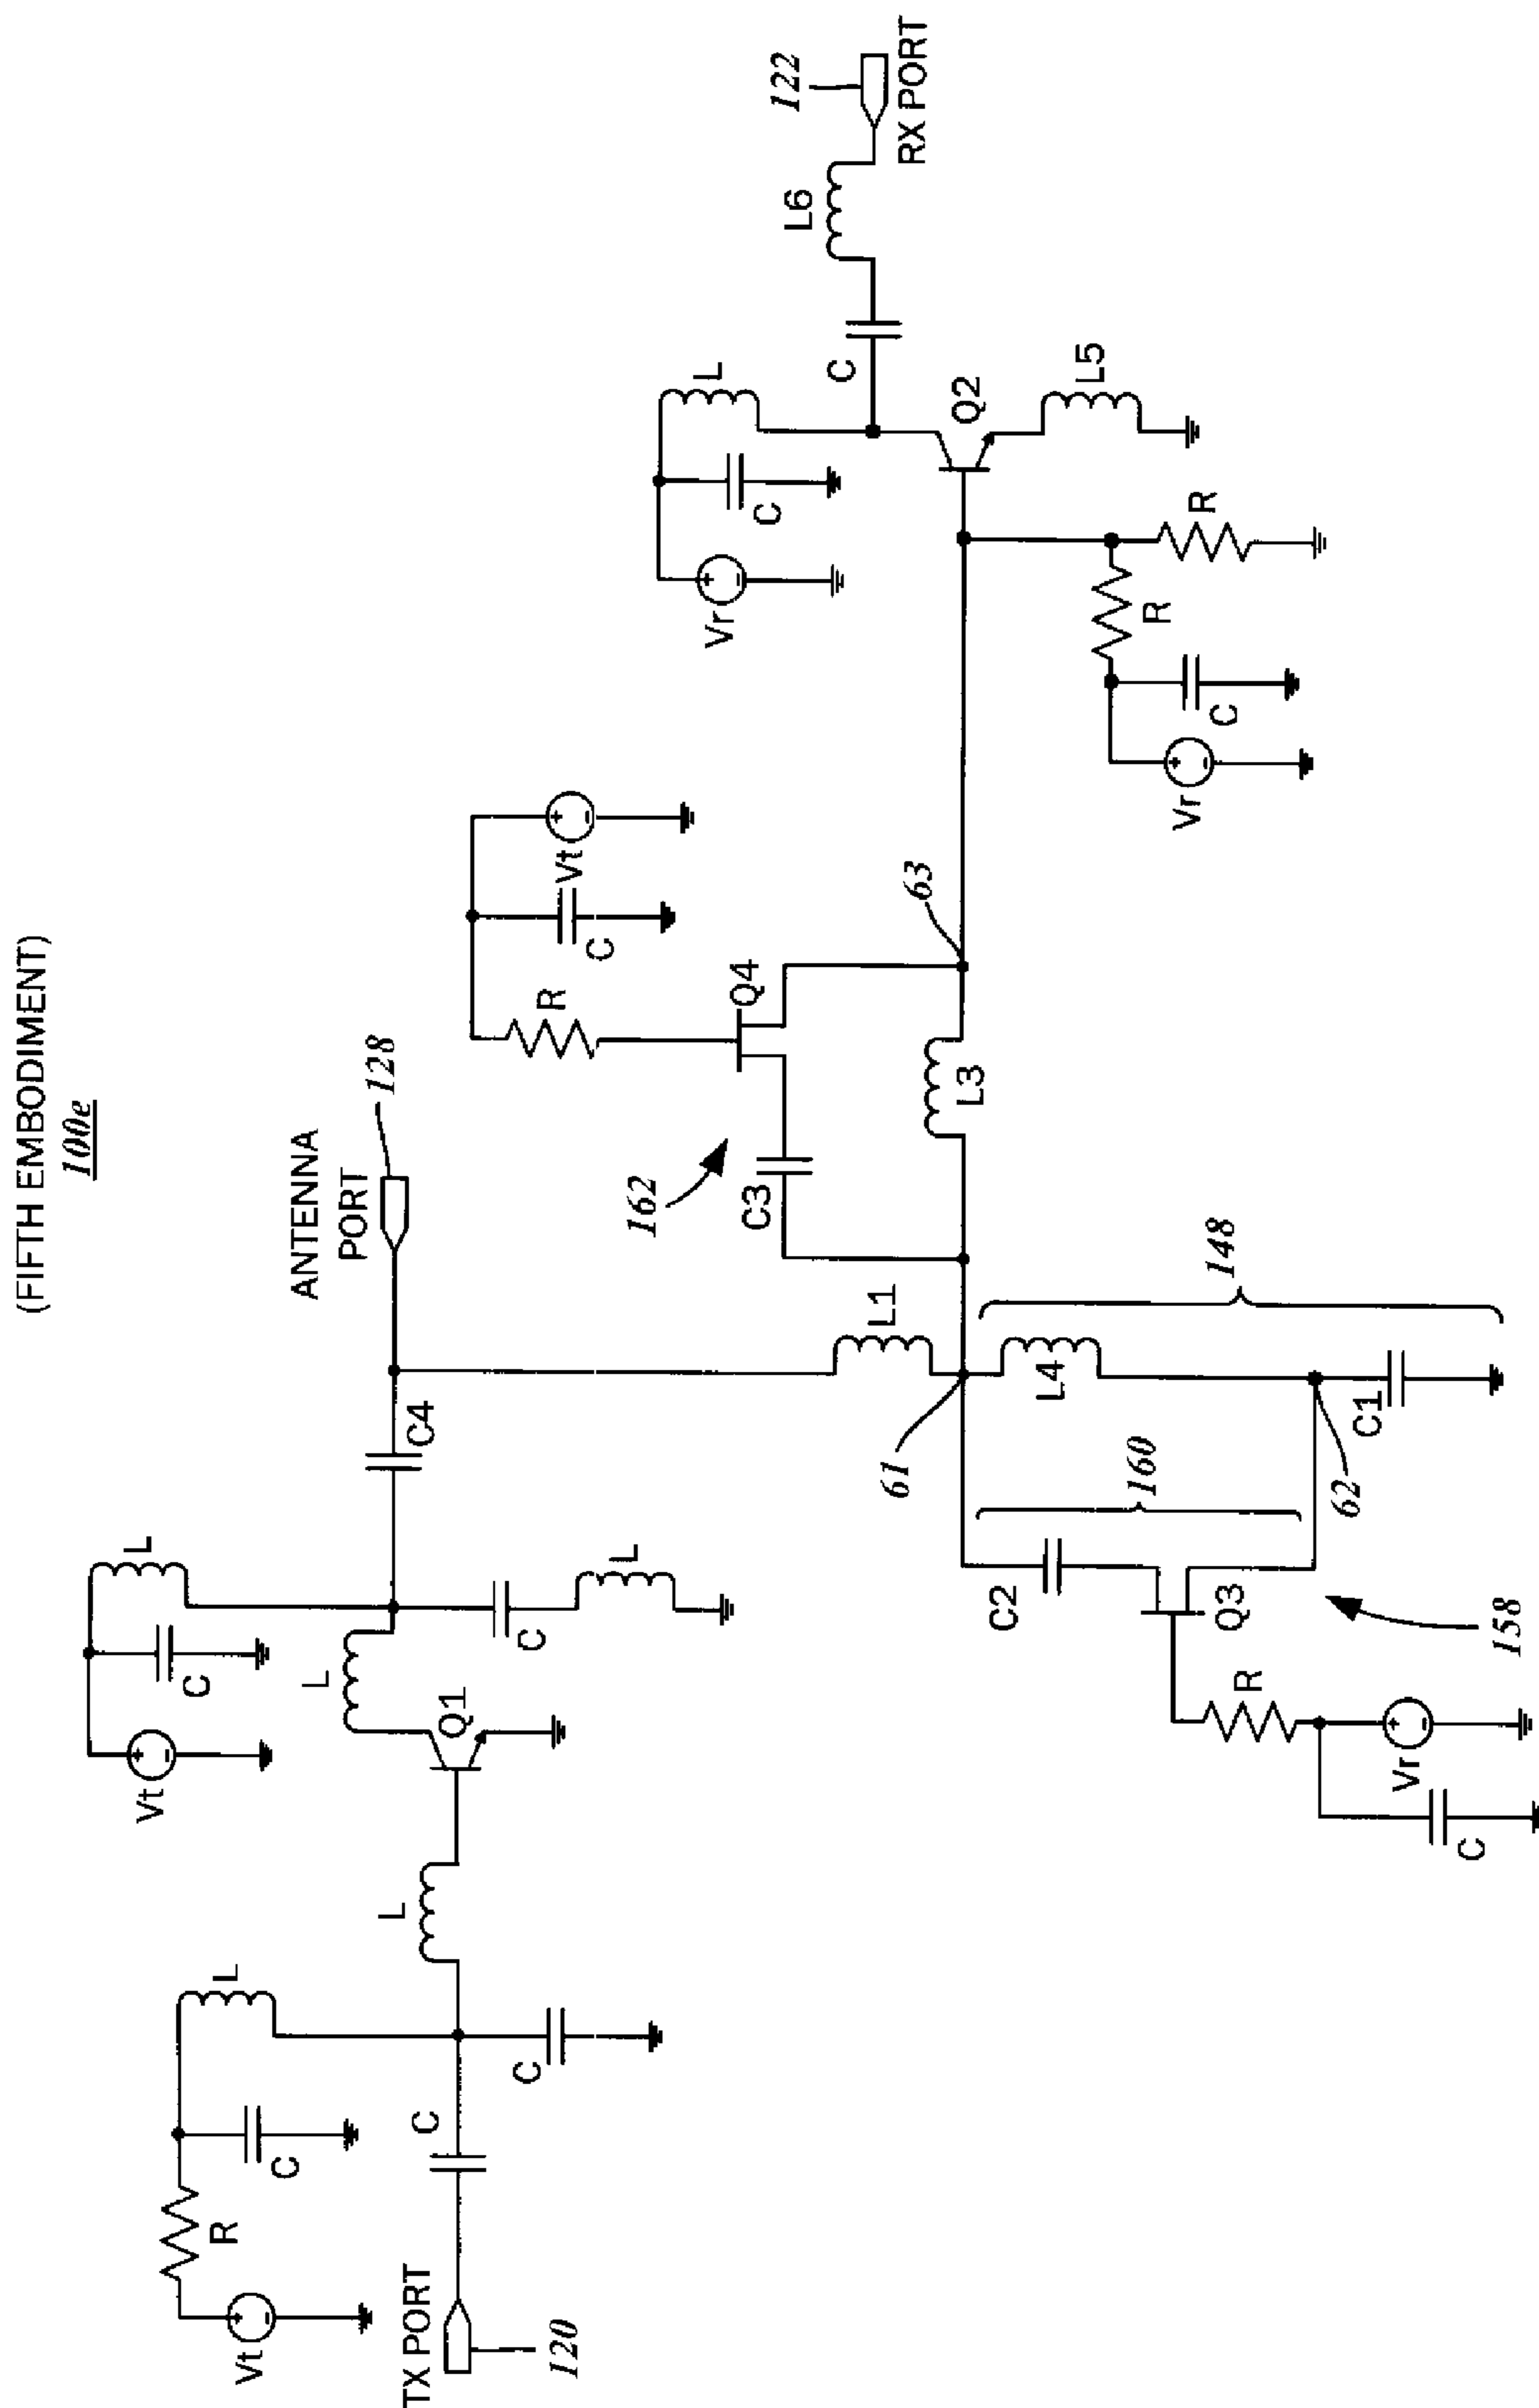 (FIFTH EMBODIMENT)
100e
122
RX PORT
L6
C
L
C
Vr
Q2
L5
R
R
C
Vr
Vt
C
R
Q4
63
128
ANTENNA
PORT
162
C3
L3
148
L1
61
L4
62
C1
C4
160
C2
Q3
158
R
Vr
C
L
C
Vt
L
C
L
Q1
L
L
C
R
Vt
C
C
TX PORT
120